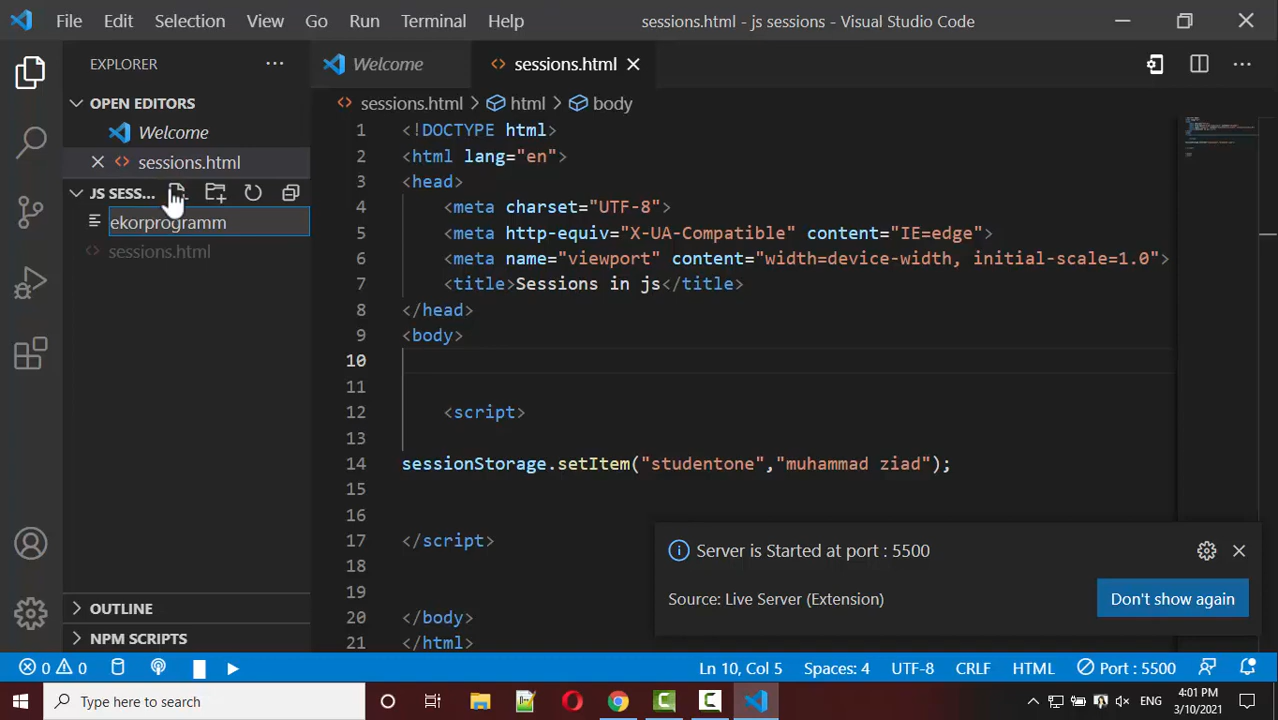 File Edit Selection View Go Run Terminal Help sessions.html - js sessions - Visual Studio Code
EXPLORER
OPEN EDITORS
Welcome
sessions.html
JS SESS...
ekorprogramm
sessions.html
OUTLINE
NPM SCRIPTS
Welcome sessions.html
sessions.html > html > body
1 <!DOCTYPE html>
2 <html lang="en">
3 <head>
4 <meta charset="UTF-8">
5 <meta http-equiv="X-UA-Compatible" content="IE=edge">
6 <meta name="viewport" content="width=device-width, initial-scale=1.0">
7 <title>Sessions in js</title>
8 </head>
9 <body>
10
11
12 <script>
13
14 sessionStorage.setItem("studentone","muhammad ziad");
15
16
17 </script>
18
19
20 </body>
21 </html>
Server is Started at port : 5500
Source: Live Server (Extension)
Don't show again
0 0 Ln 10, Col 5 Spaces: 4 UTF-8 CRLF HTML Port : 5500
Type here to search
ENG
4:01 PM
3/10/2021